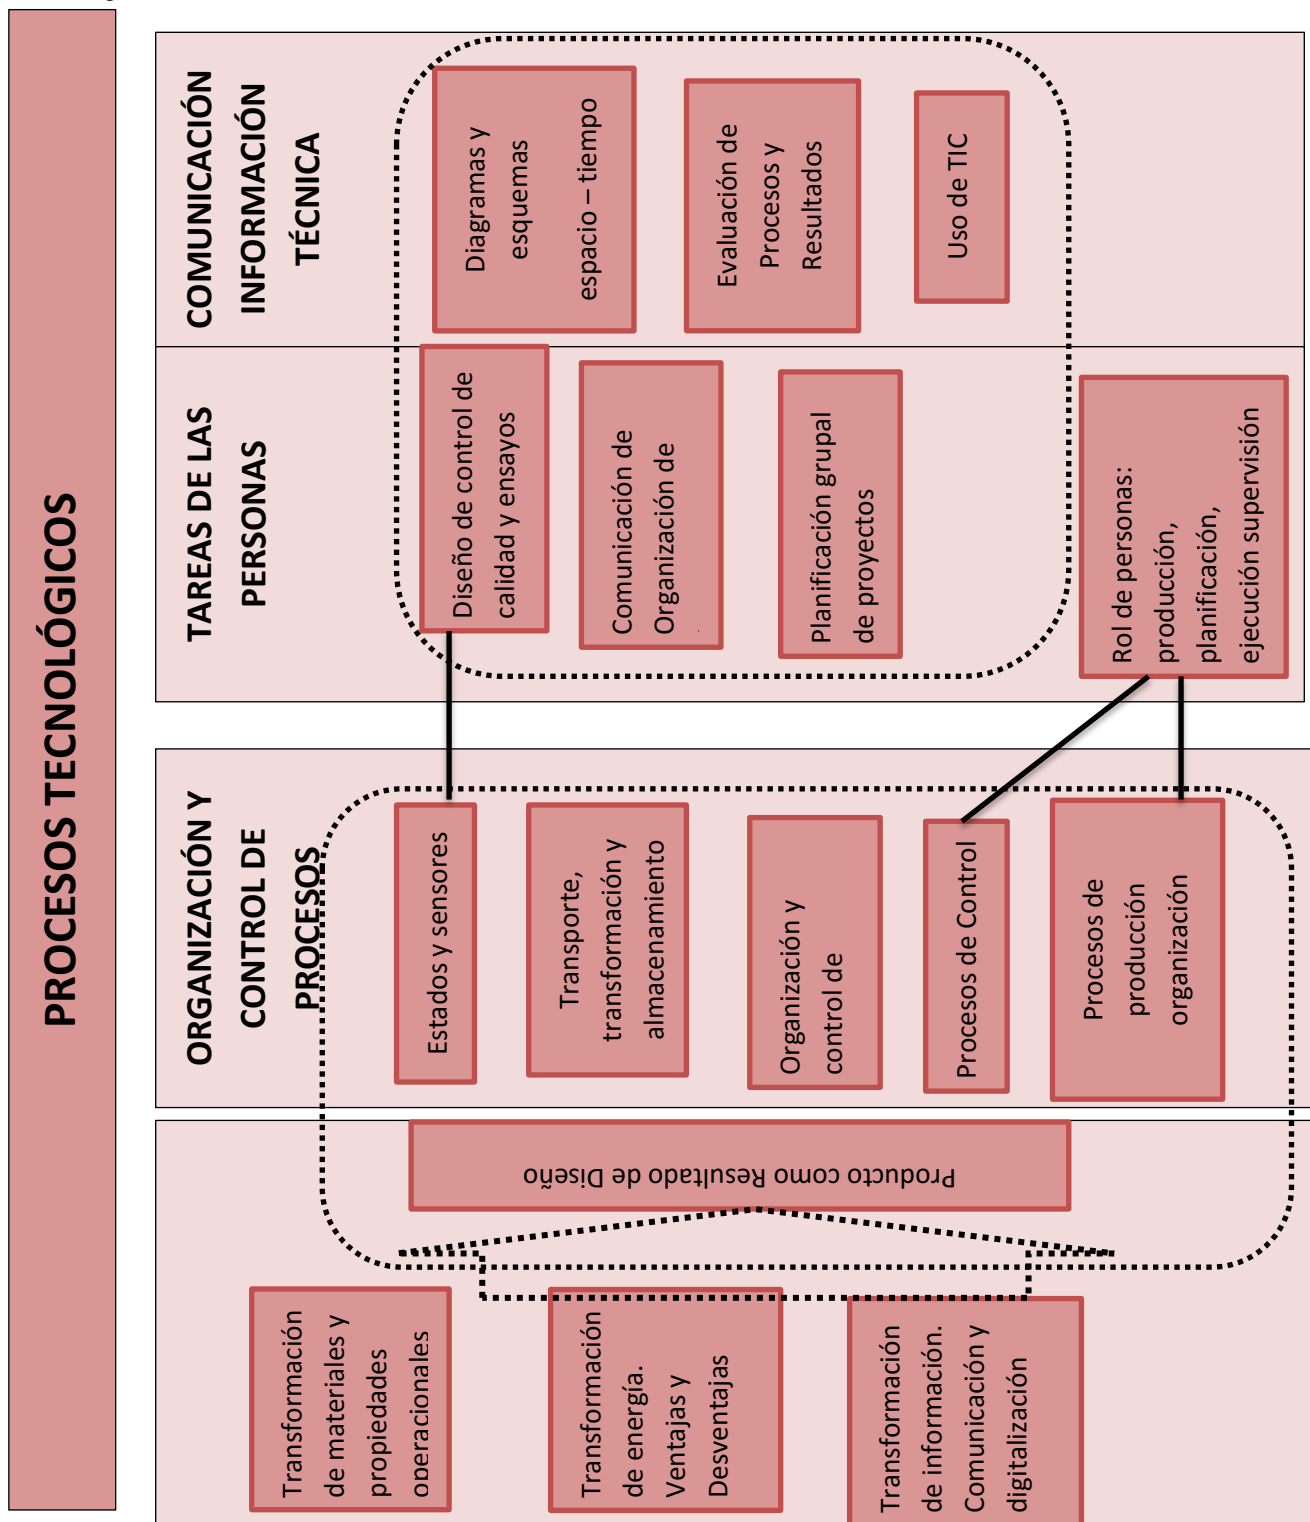 PROCESOS TECNOLÓGICOS
Transformación
de materiales y
propiedades
operacionales
Transformación
de energía.
Ventajas y
Desventajas
Transformación
de información.
Comunicación y
digitalización
Producto como Resultado de Diseño
ORGANIZACIÓN Y
CONTROL DE
PROCESOS
Estados y sensores
Transporte,
transformación y
almacenamiento
Organización y
control de
Procesos de Control
Procesos de
producción
organización
TAREAS DE LAS
PERSONAS
Diseño de control de
calidad y ensayos
Comunicación de
Organización de
Planificación grupal
de proyectos
Rol de personas:
producción,
planificación,
ejecución supervisión
COMUNICACIÓN
INFORMACIÓN
TÉCNICA
Diagramas y
esquemas
espacio – tiempo
Evaluación de
Procesos y
Resultados
Uso de TIC